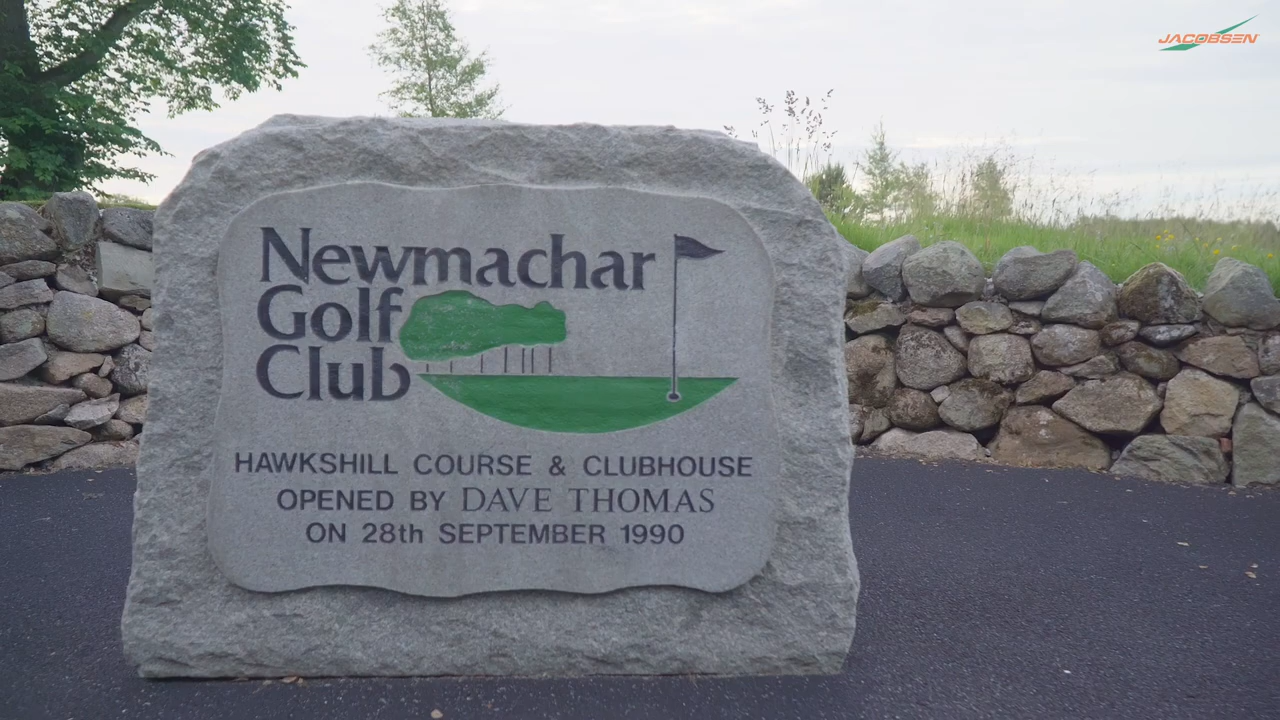 JACOBSEN
Newmachar
Golf
Club
HAWKSHILL COURSE & CLUBHOUSE
OPENED BY DAVE THOMAS
ON 28th SEPTEMBER 1990